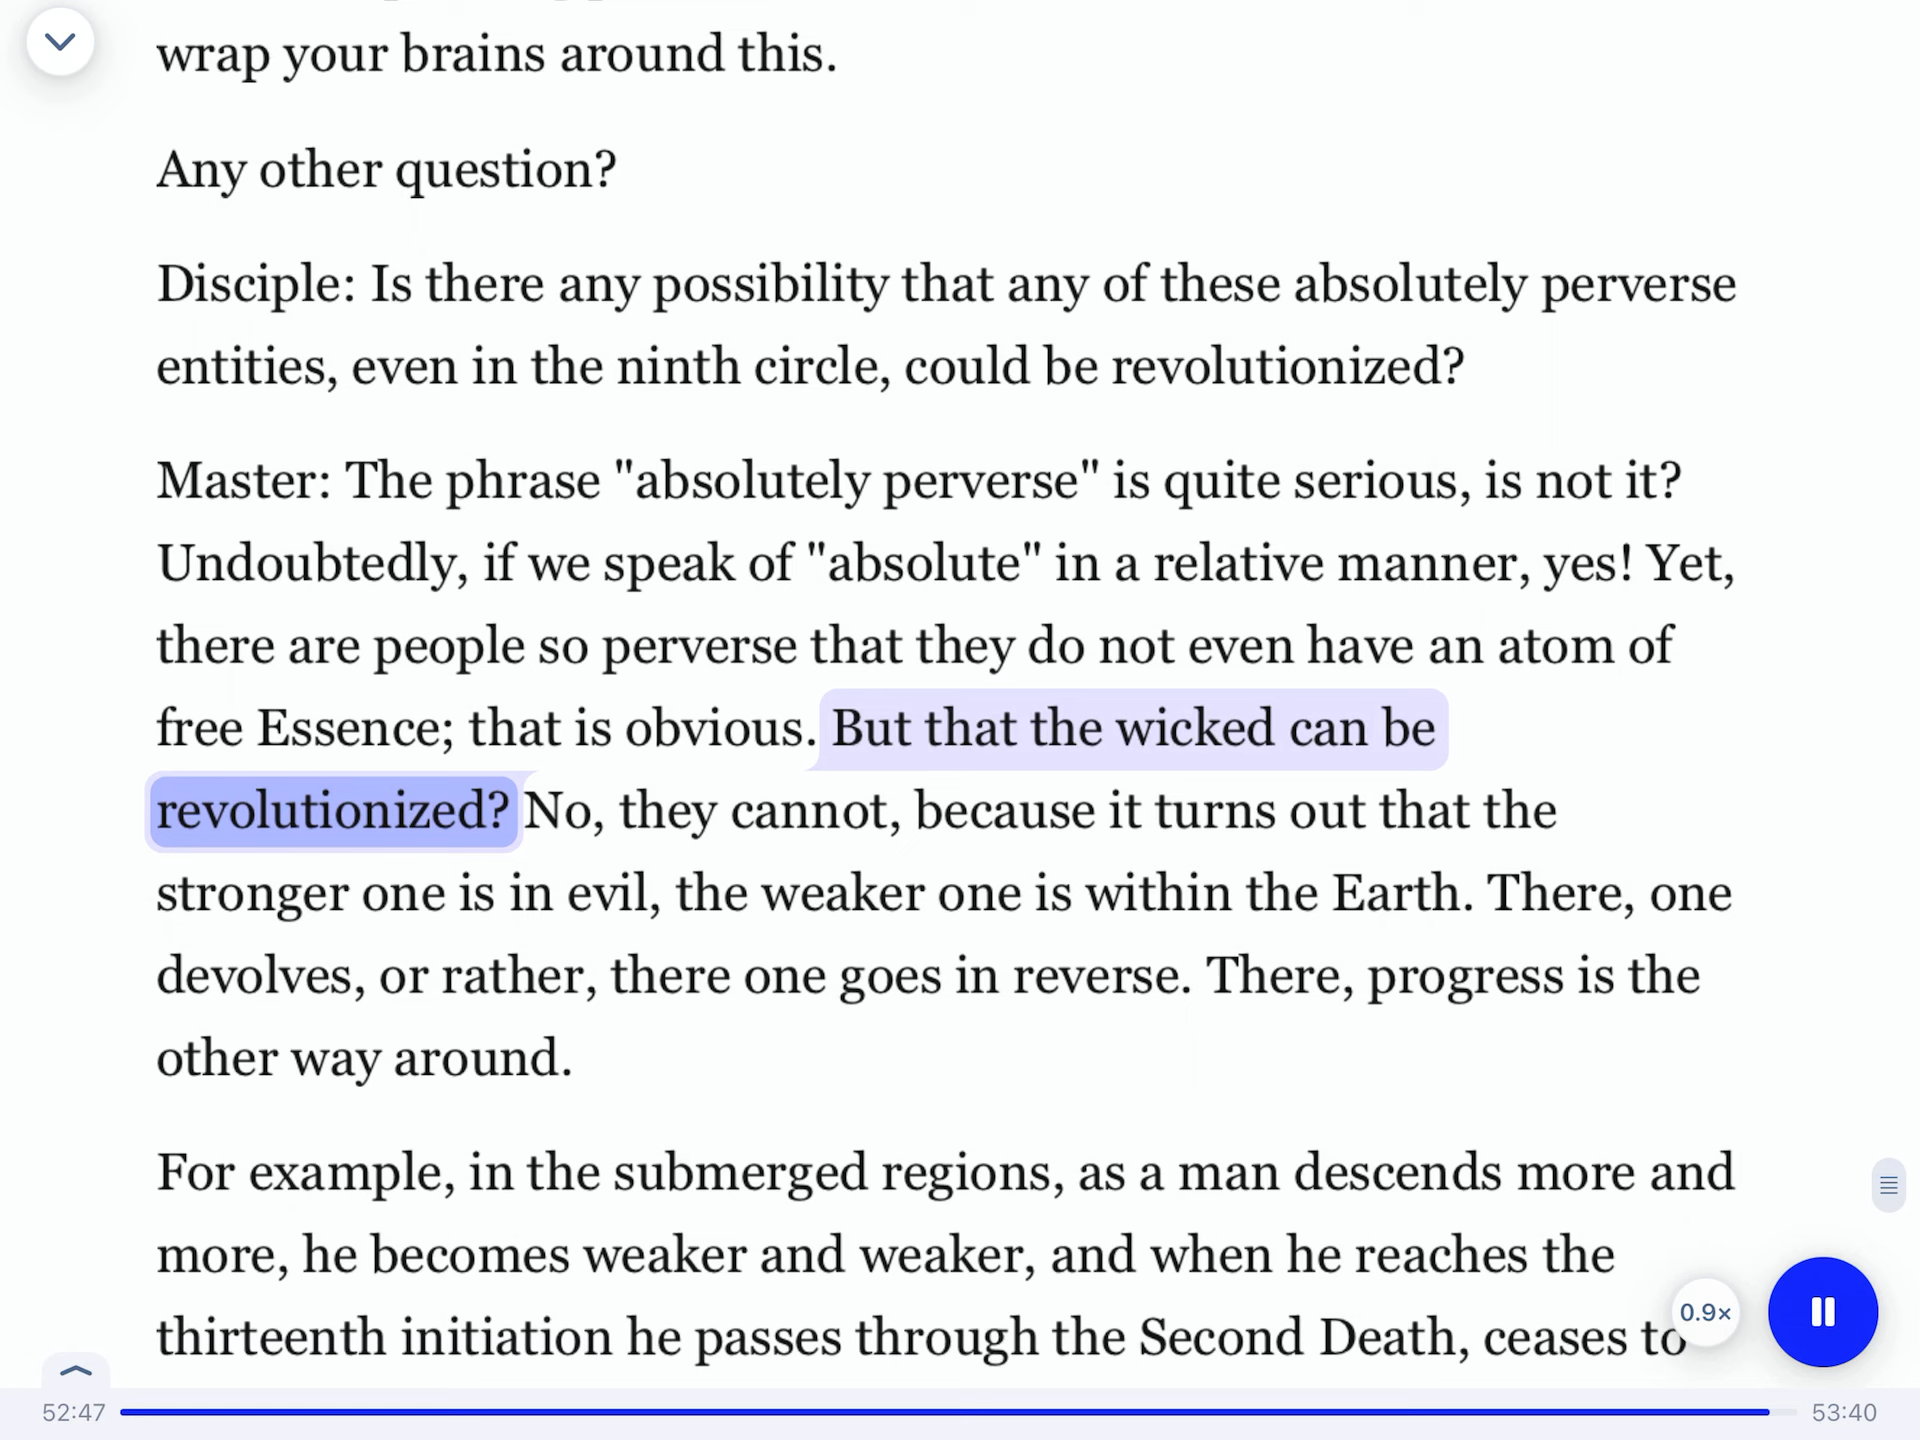 wrap your brains around this.
Any other question?
Disciple: Is there any possibility that any of these absolutely perverse
entities, even in the ninth circle, could be revolutionized?
Master: The phrase "absolutely perverse" is quite serious, is not it?
Undoubtedly, if we speak of "absolute" in a relative manner, yes! Yet,
there are people so perverse that they do not even have an atom of
free Essence; that is obvious. But that the wicked can be
revolutionized? No, they cannot, because it turns out that the
stronger one is in evil, the weaker one is within the Earth. There, one
devolves, or rather, there one goes in reverse. There, progress is the
other way around.
For example, in the submerged regions, as a man descends more and
more, he becomes weaker and weaker, and when he reaches the
thirteenth initiation he passes through the Second Death, ceases to
0.9×
52:47
53:40